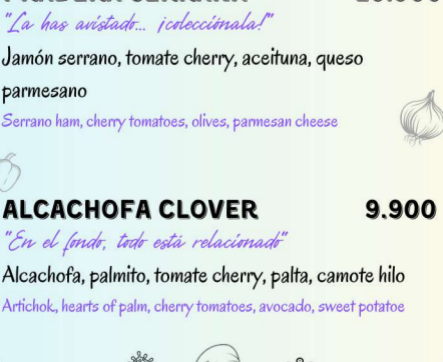 "La has avistado... ¡colecciónala!"
Jamón serrano, tomate cherry, aceituna, queso
parmesano
Serrano ham, cherry tomatoes, olives, parmesan cheese
ALCACHOFA CLOVER 9.900
"En el fondo, todo está relacionado"
Alcachofa, palmito, tomate cherry, palta, camote hilo
Artichok, hearts of palm, cherry tomatoes, avocado, sweet potatoe